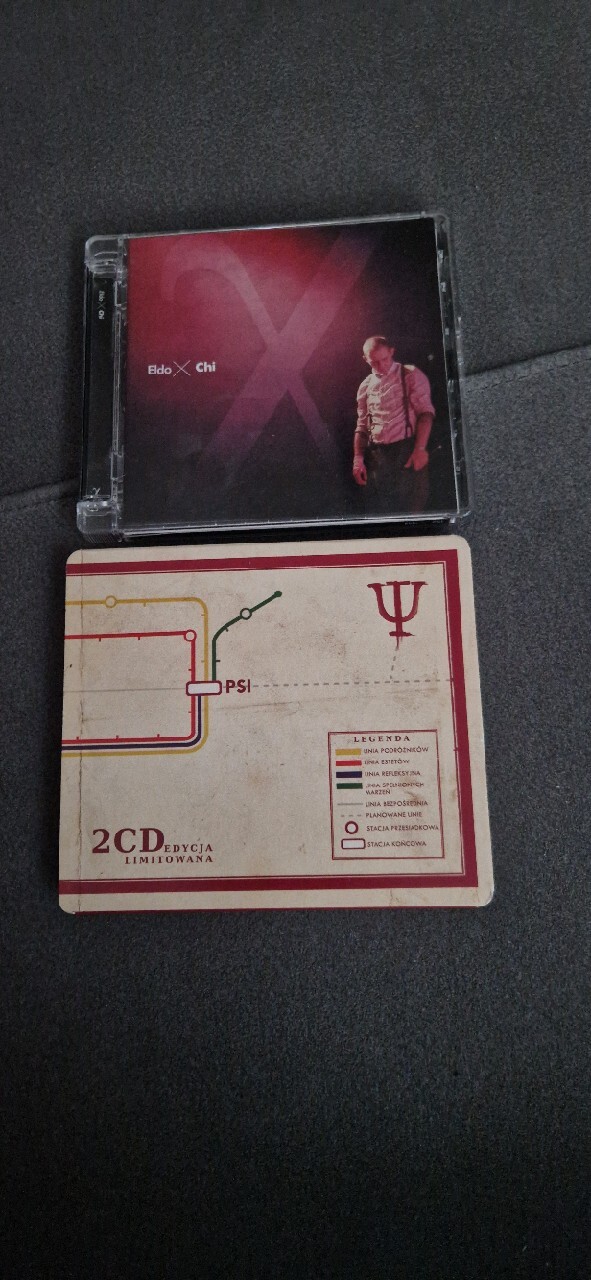 Eldo X Chi
Eldo X Chi
Ψ
PSI
LEGENDA
LINIA PODRÓŻNIKÓW
LINIA ESTETÓW
LINIA REFLEKSYJNA
LINIA SPEŁNIONYCH
MARZEŃ
LINIA BEZPOŚREDNIA
PLANOWANE LINIE
STACJA PRZESIADKOWA
STACJA KOŃCOWA
2CD EDYCJA
LIMITOWANA